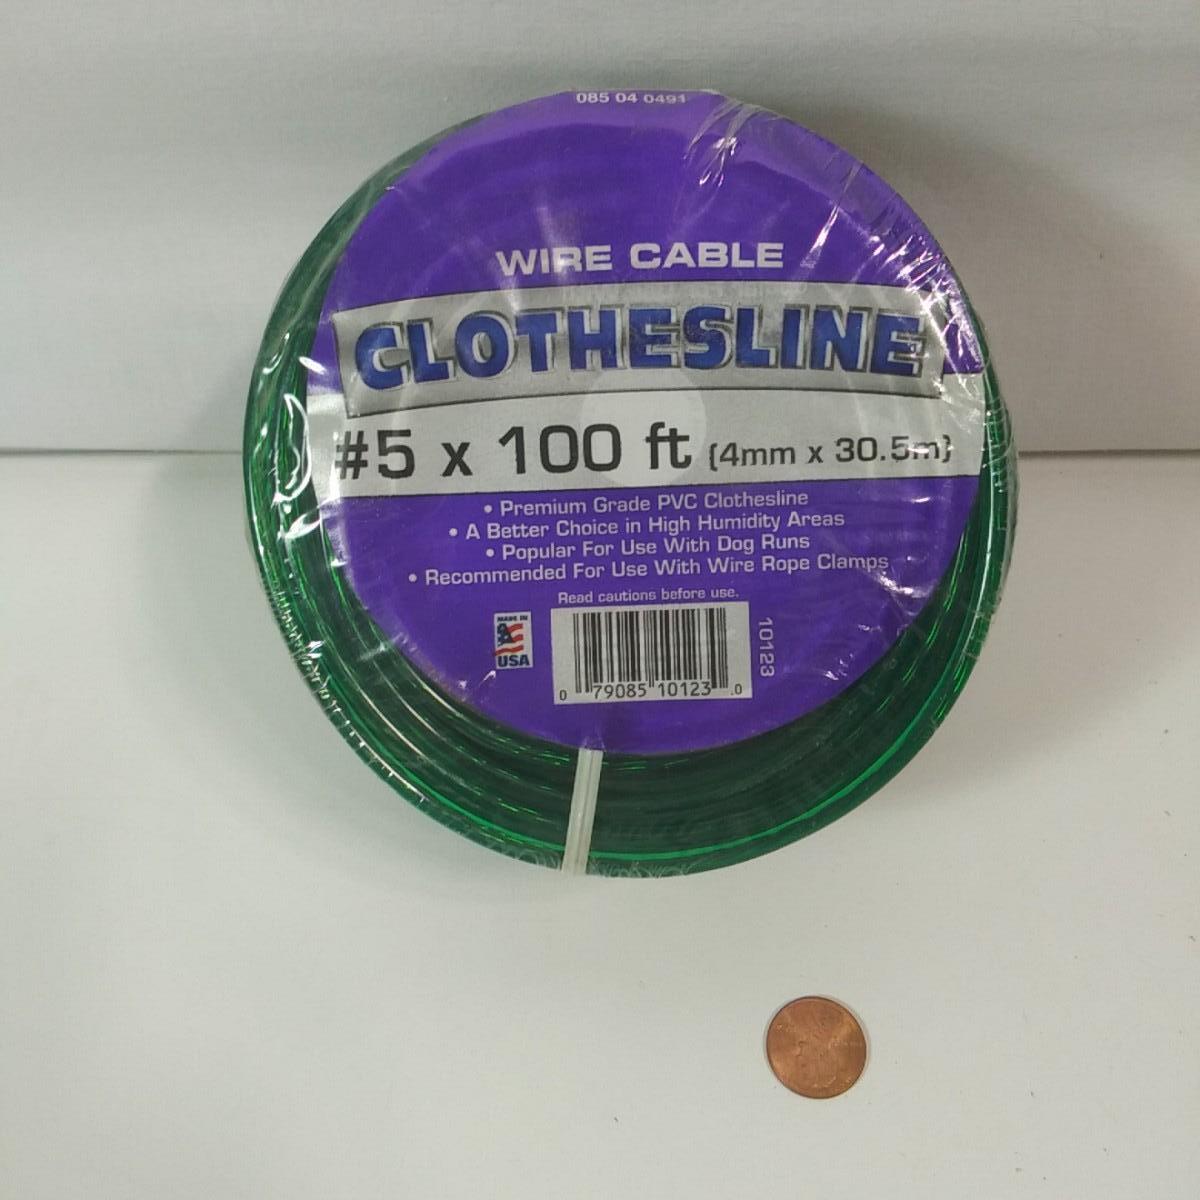 085 04 0491
WIRE CABLE
CLOTHESLINE
#5 x 100 ft (4mm x 30.5m)
• Premium Grade PVC Clothesline
• A Better Choice in High Humidity Areas
• Popular For Use With Dog Runs
• Recommended For Use With Wire Rope Clamps
Read cautions before use.
MADE IN
USA
0 79085 10123 0
10123